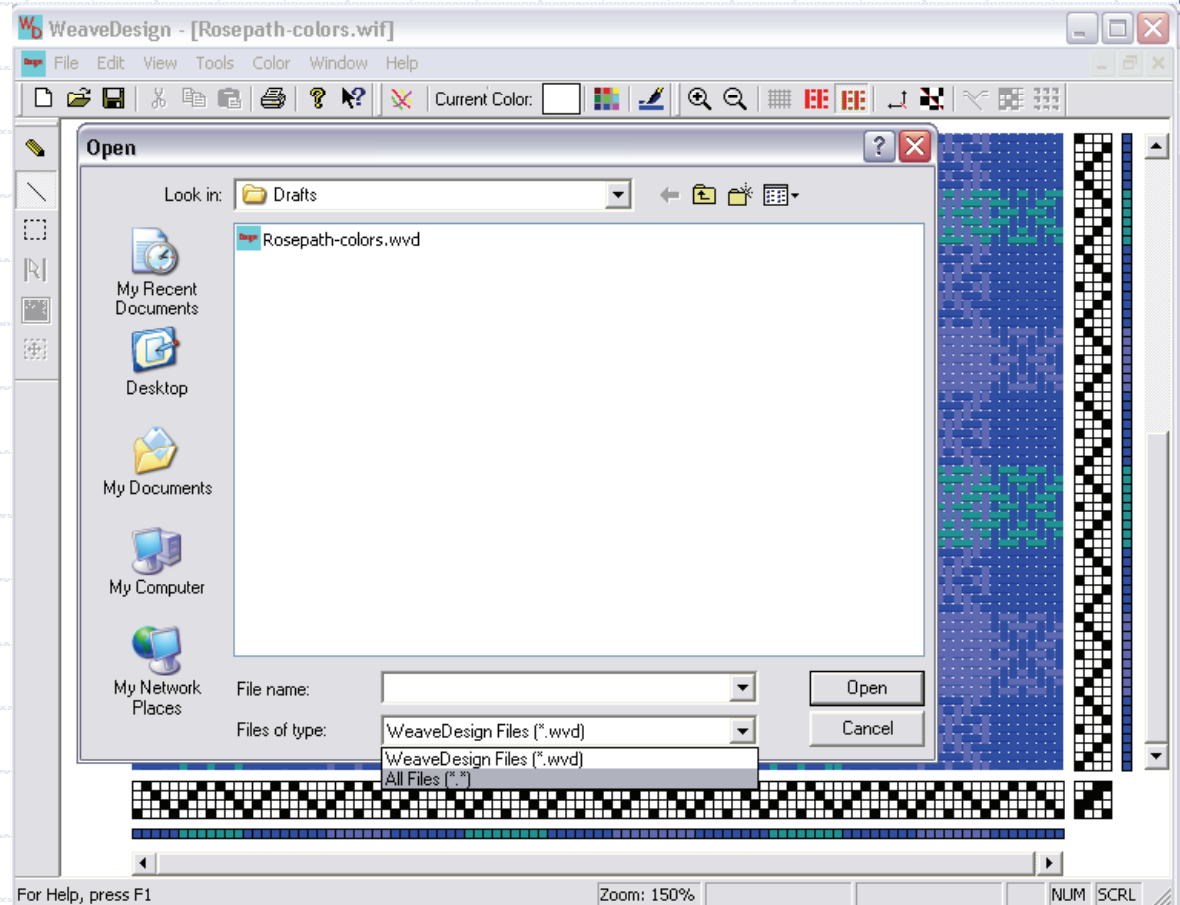 WD WeaveDesign - [Rosepath-colors.wif]
File Edit View Tools Color Window Help
Current Color:
Open
Look in: Drafts
Rosepath-colors.wvd
My Recent
Documents
Desktop
My Documents
My Computer
My Network
Places
File name:
Open
Files of type: WeaveDesign Files (*.wvd)
Cancel
WeaveDesign Files (*.wvd)
All Files (*.*)
For Help, press F1
Zoom: 150%
NUM SCRL